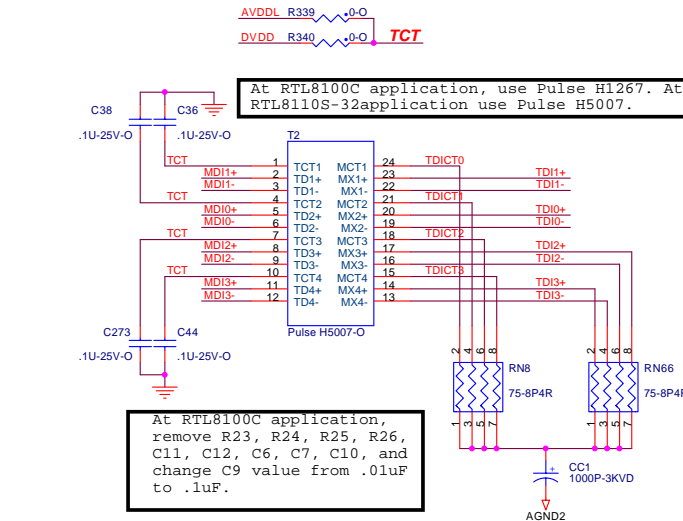 AVDDL R339 0-O
DVDD R340 0-O TCT
At RTL8100C application, use Pulse H1267. At
RTL8110S-32application use Pulse H5007.
C38 C36
.1U-25V-O .1U-25V-O
T2
TCT 1 TCT1 MCT1 24 TDICT0
MDI1+ 2 TD1+ MX1+ 23 TDI1+
MDI1- 3 TD1- MX1- 22 TDI1-
TCT 4 TCT2 MCT2 21 TDICT1
MDI0+ 5 TD2+ MX2+ 20 TDI0+
MDI0- 6 TD2- MX2- 19 TDI0-
TCT 7 TCT3 MCT3 18 TDICT2
MDI2+ 8 TD3+ MX3+ 17 TDI2+
MDI2- 9 TD3- MX3- 16 TDI2-
TCT 10 TCT4 MCT4 15 TDICT3
MDI3+ 11 TD4+ MX4+ 14 TDI3+
MDI3- 12 TD4- MX4- 13 TDI3-
Pulse H5007-O
C273 C44
.1U-25V-O .1U-25V-O
2 4 6 8 RN8
75-8P4R
1 3 5 7
2 4 6 8 RN66
75-8P4R
1 3 5 7
At RTL8100C application,
remove R23, R24, R25, R26,
C11, C12, C6, C7, C10, and
change C9 value from .01uF
to .1uF.
+ CC1
1000P-3KVD
AGND2